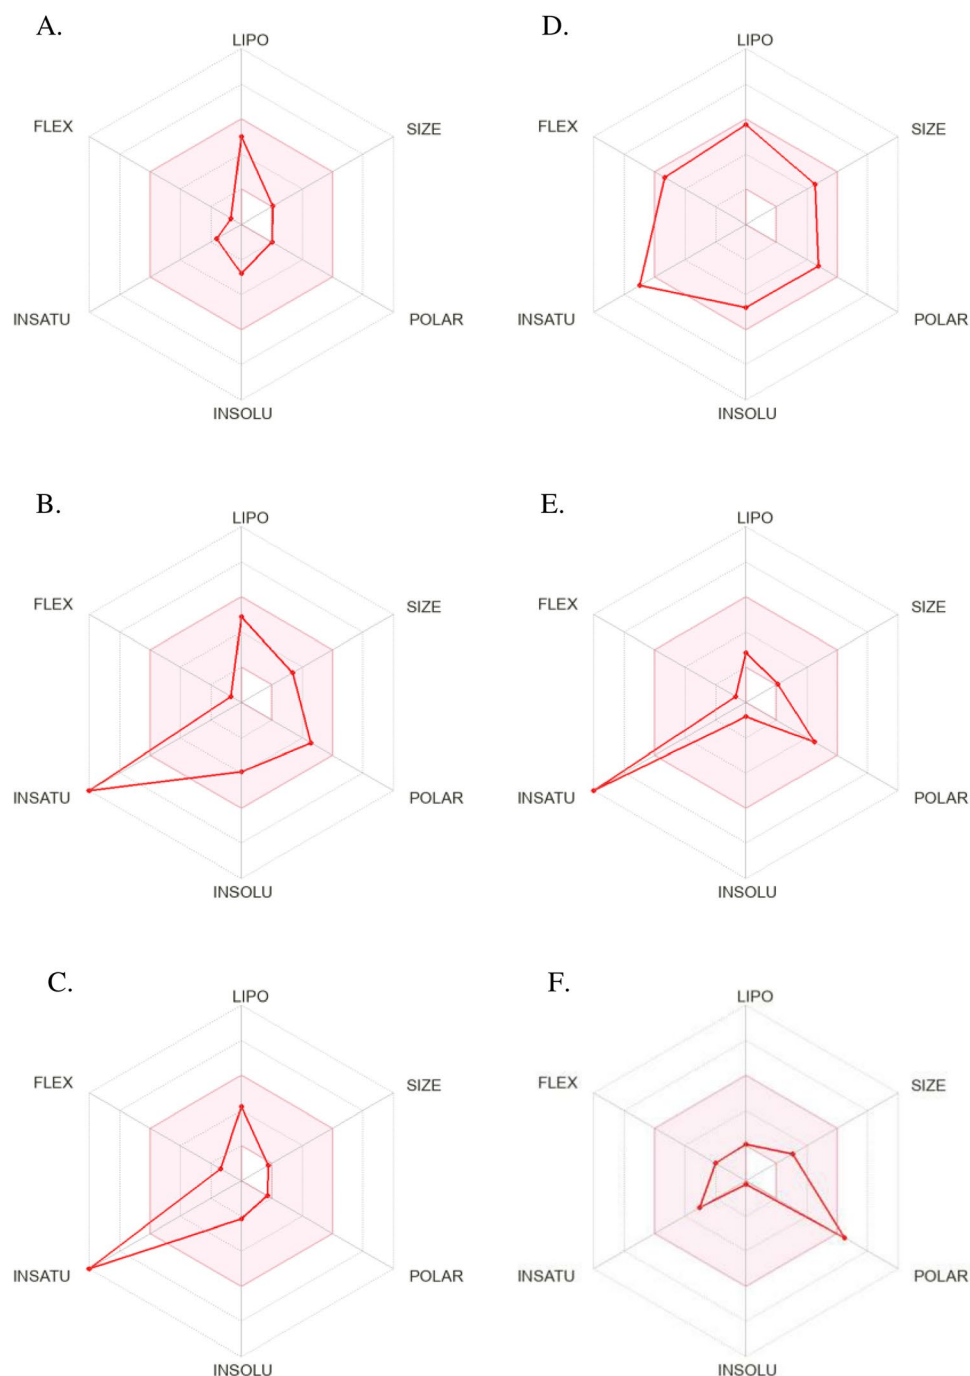 A.
LIPO
FLEX
SIZE
INSATU
POLAR
INSOLU
D.
LIPO
FLEX
SIZE
INSATU
POLAR
INSOLU
B.
LIPO
FLEX
SIZE
INSATU
POLAR
INSOLU
E.
LIPO
FLEX
SIZE
INSATU
POLAR
INSOLU
C.
LIPO
FLEX
SIZE
INSATU
POLAR
INSOLU
F.
LIPO
FLEX
SIZE
INSATU
POLAR
INSOLU